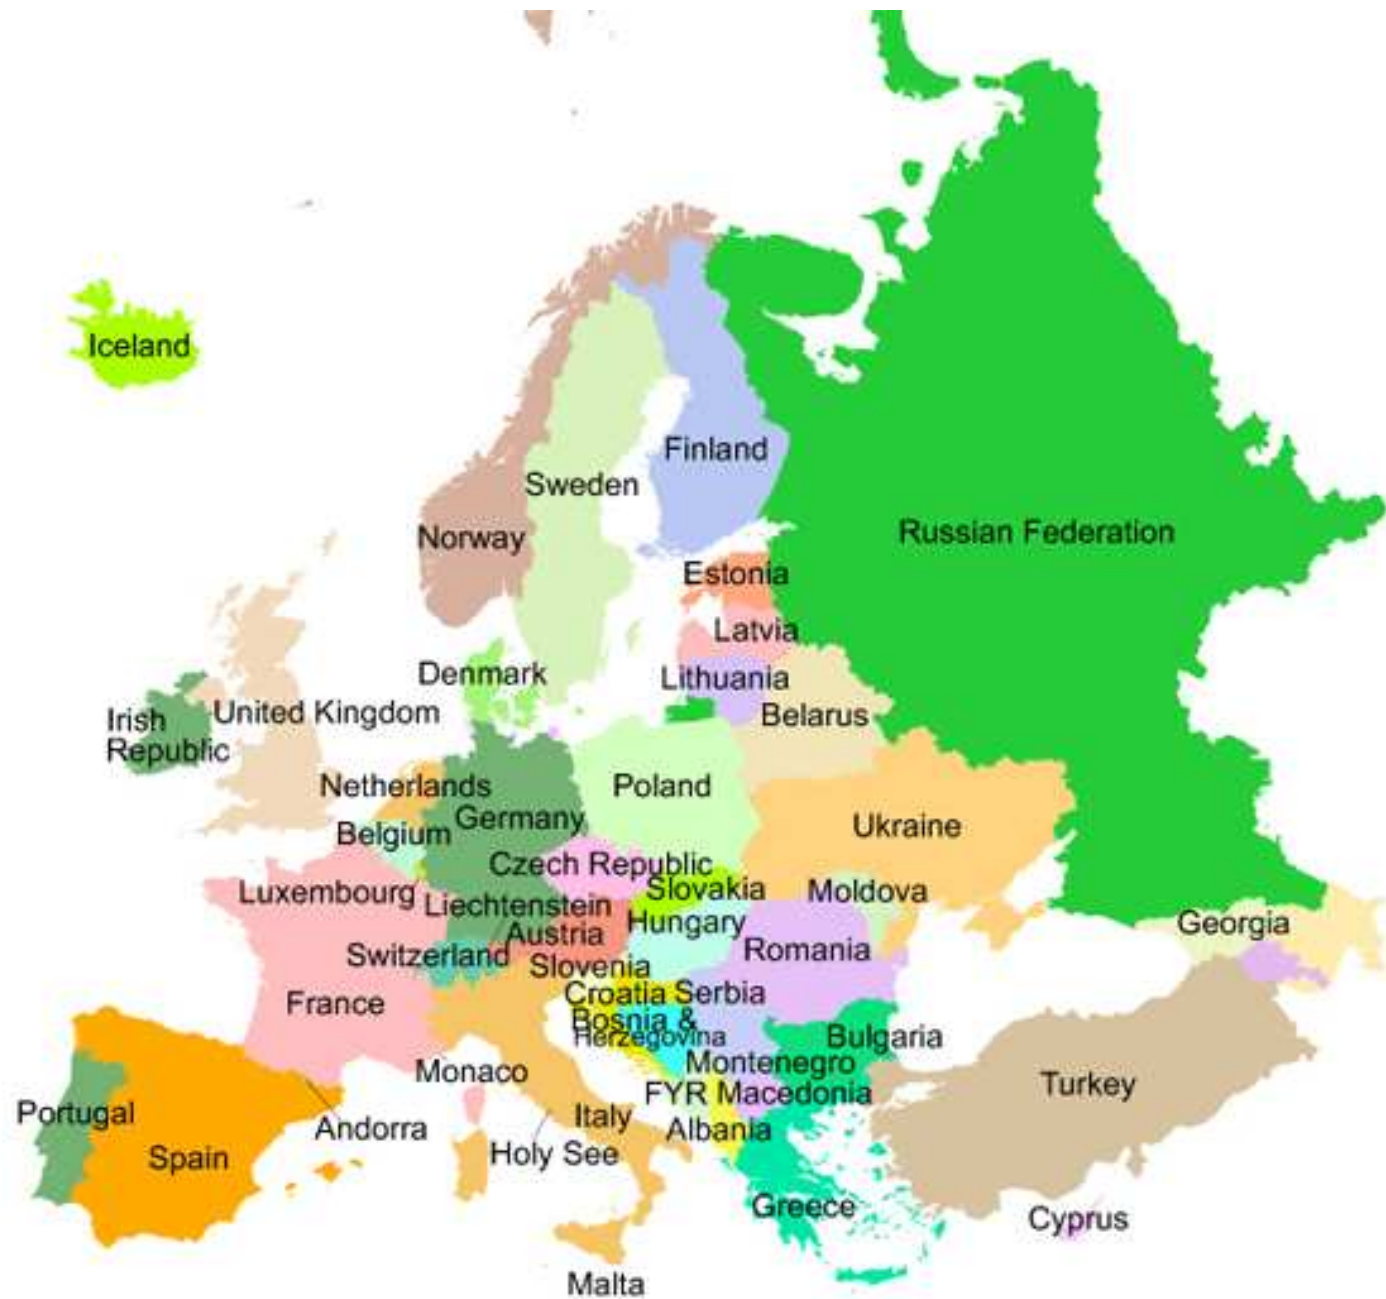 Iceland
Finland
Sweden
Russian Federation
Norway
Estonia
Latvia
Denmark
Lithuania
Irish
Republic
United Kingdom
Belarus
Netherlands
Poland
Germany
Ukraine
Belgium
Czech Republic
Luxembourg
Slovakia
Moldova
Liechtenstein
Hungary
Georgia
Austria
Switzerland
Romania
Slovenia
France
Croatia
Serbia
Bosnia &
Herzegovina
Bulgaria
Montenegro
Monaco
Turkey
FYR Macedonia
Portugal
Italy
Andorra
Albania
Spain
Holy See
Greece
Cyprus
Malta